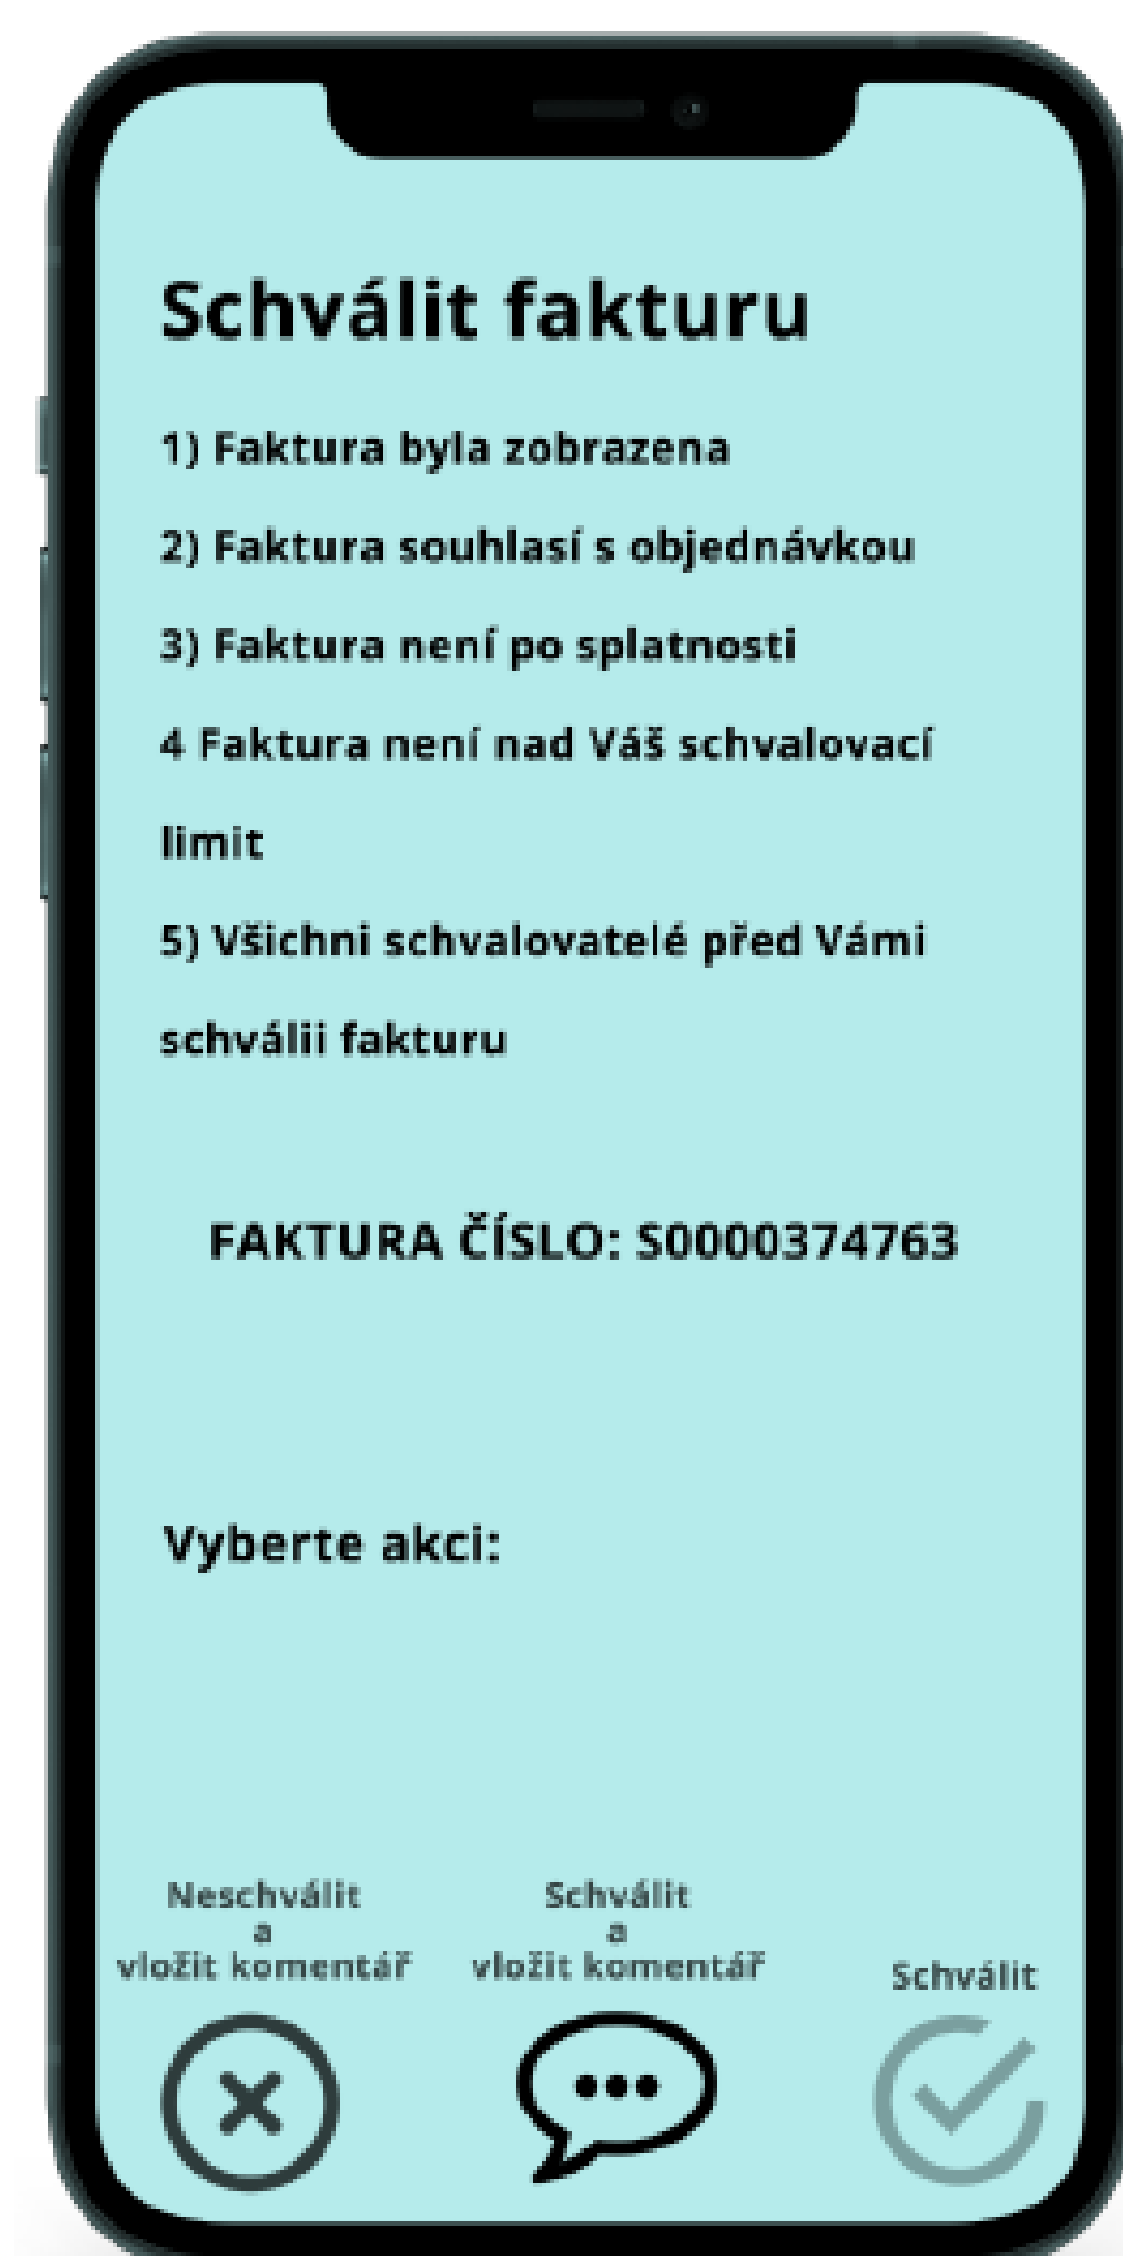 Schválit fakturu
1) Faktura byla zobrazena
2) Faktura souhlasí s objednávkou
3) Faktura není po splatnosti
4 Faktura není nad Váš schvalovací
limit
5) Všichni schvalovatelé před Vámi
schválii fakturu
FAKTURA ČÍSLO: S0000374763
Vyberte akci:
Neschválit
a
vložit komentář
Schválit
a
vložit komentář
Schválit